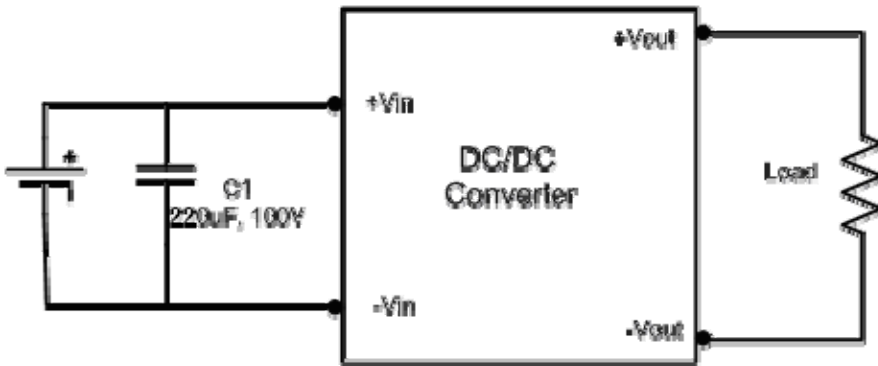 +Vout
+Vin
DC/DC
Converter
Load
+
C1
220uF, 100V
-Vin
-Vout